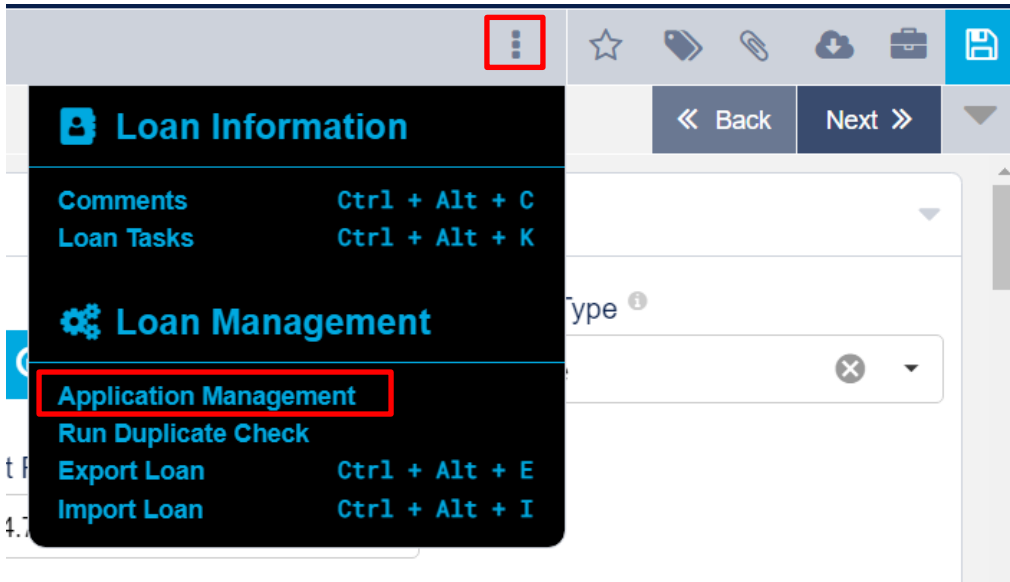 Back Next
Loan Information
Comments Ctrl + Alt + C
Loan Tasks Ctrl + Alt + K
Type
Loan Management
Application Management
Run Duplicate Check
Export Loan Ctrl + Alt + E
Import Loan Ctrl + Alt + I